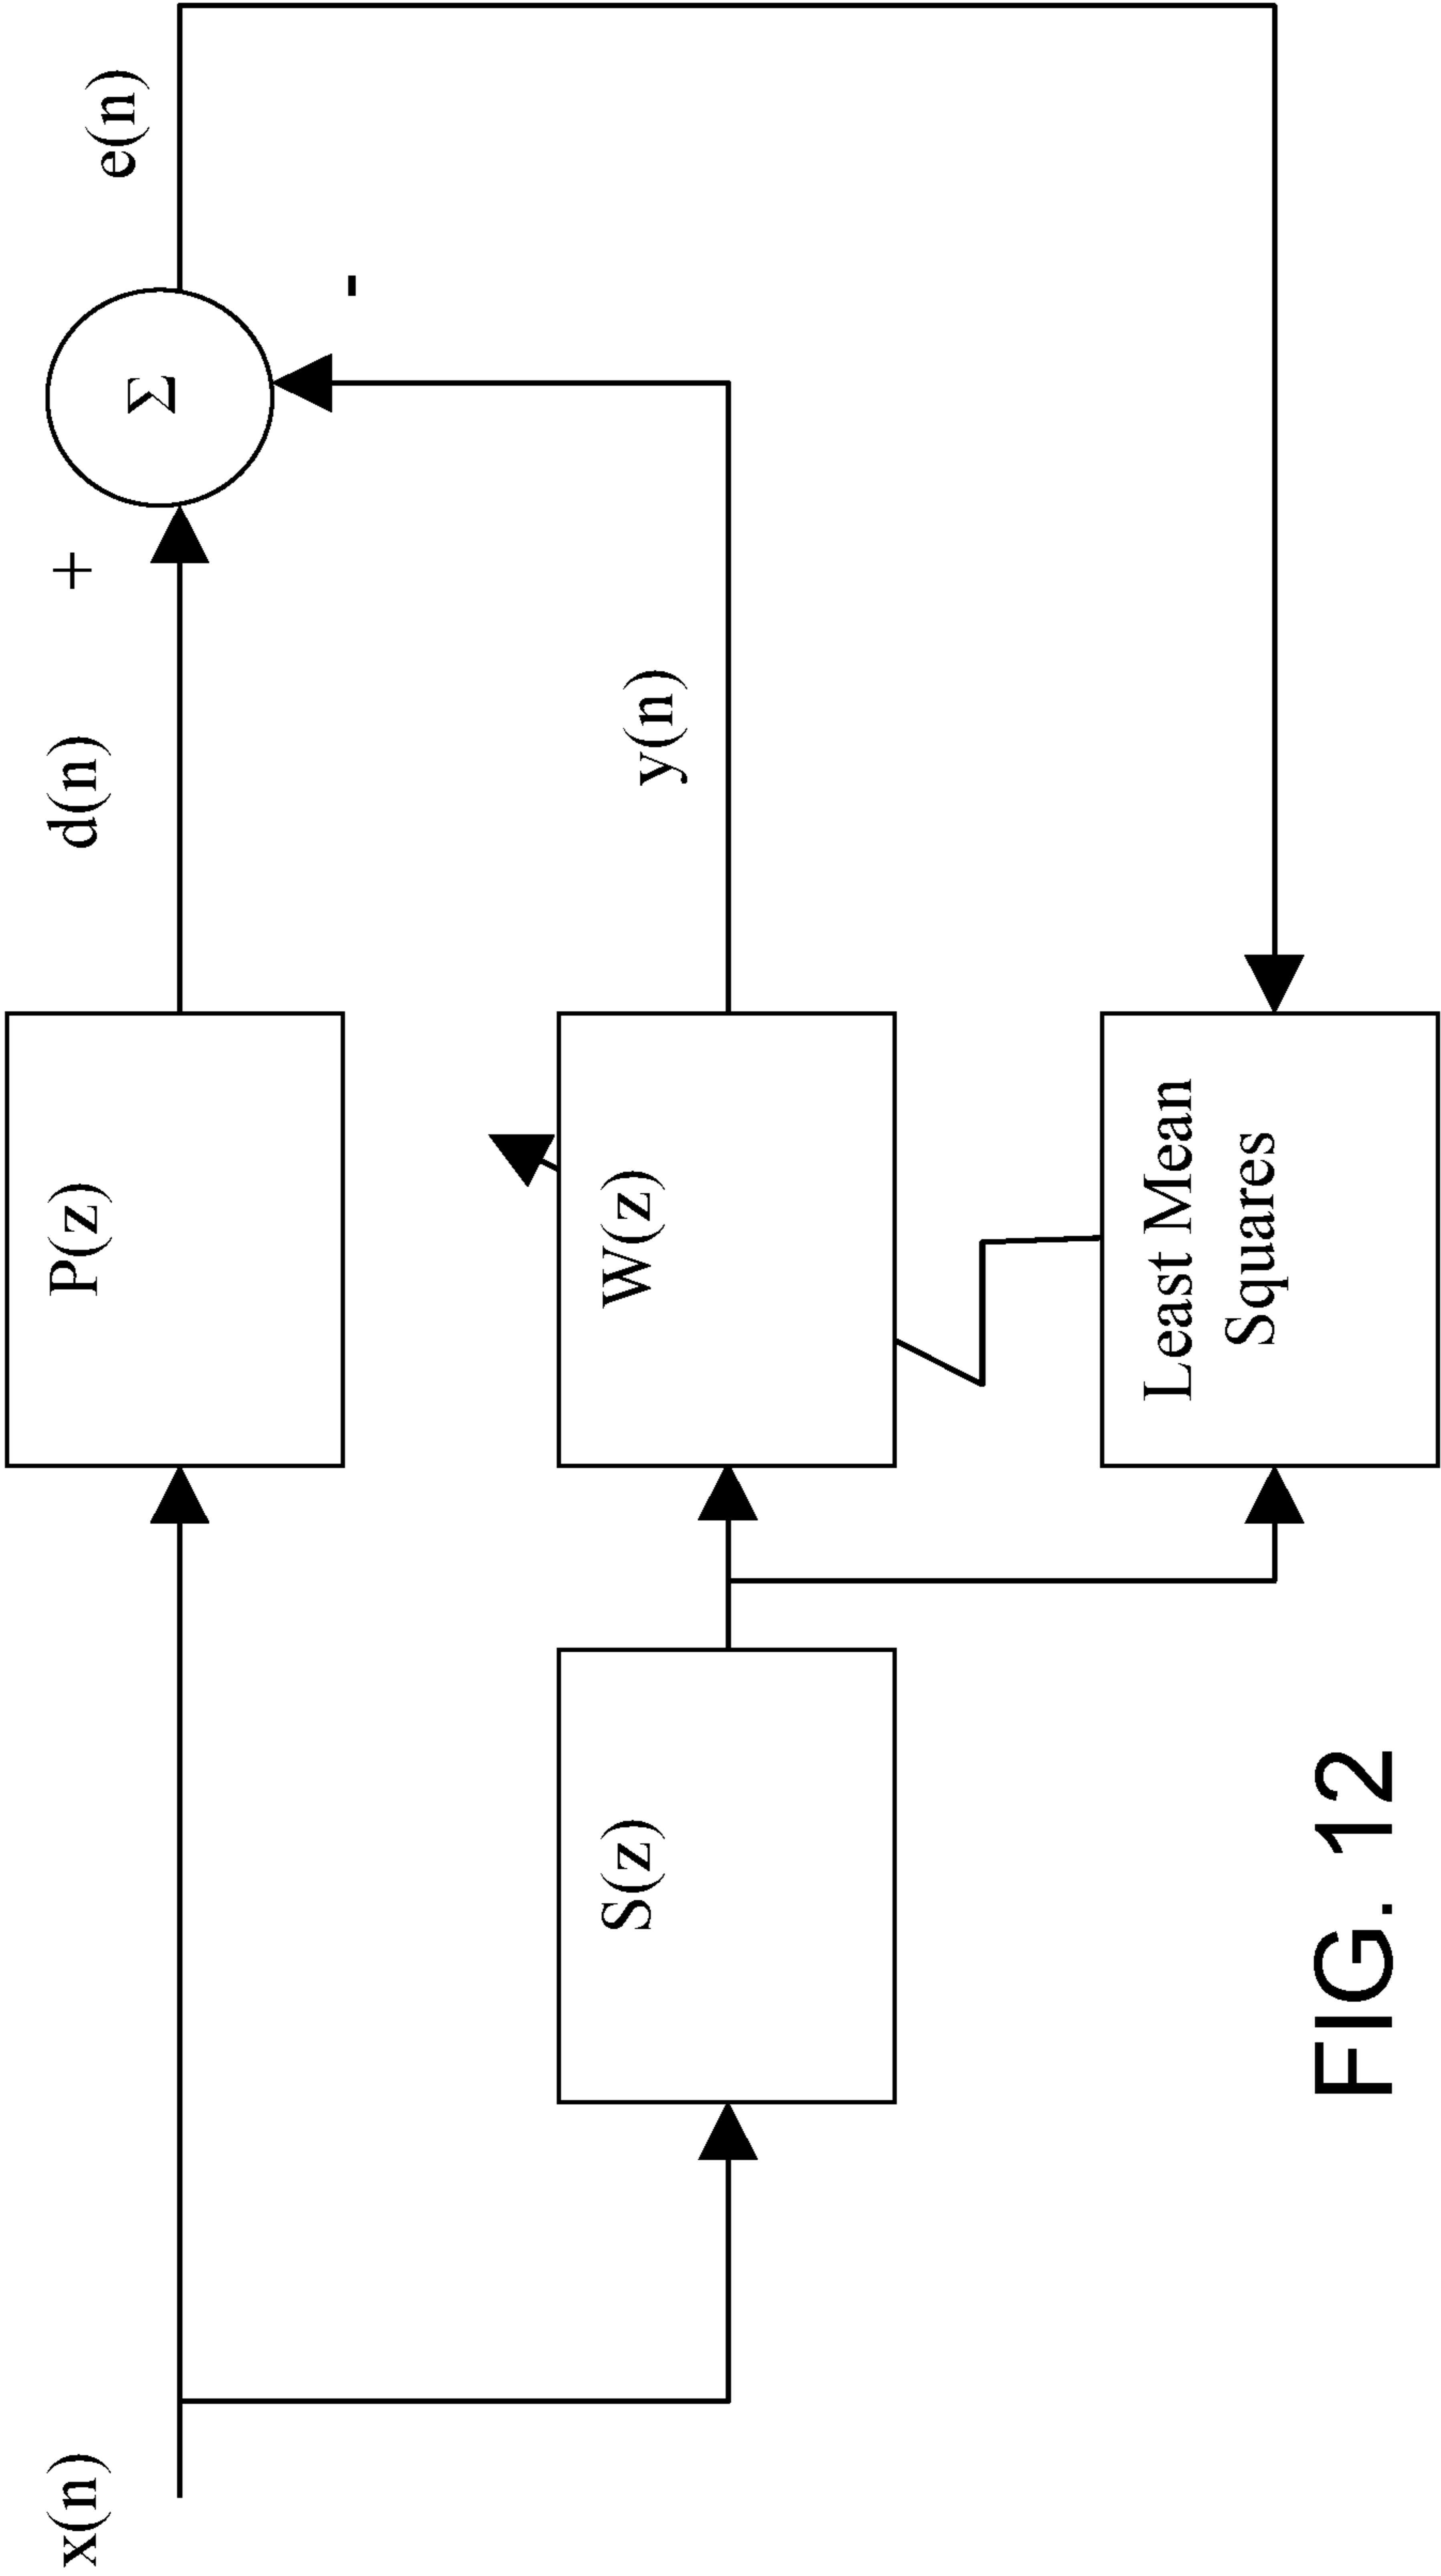 x(n)
P(z)
d(n)
+
Σ
e(n)
-
S(z)
W(z)
y(n)
Least Mean
Squares
FIG. 12